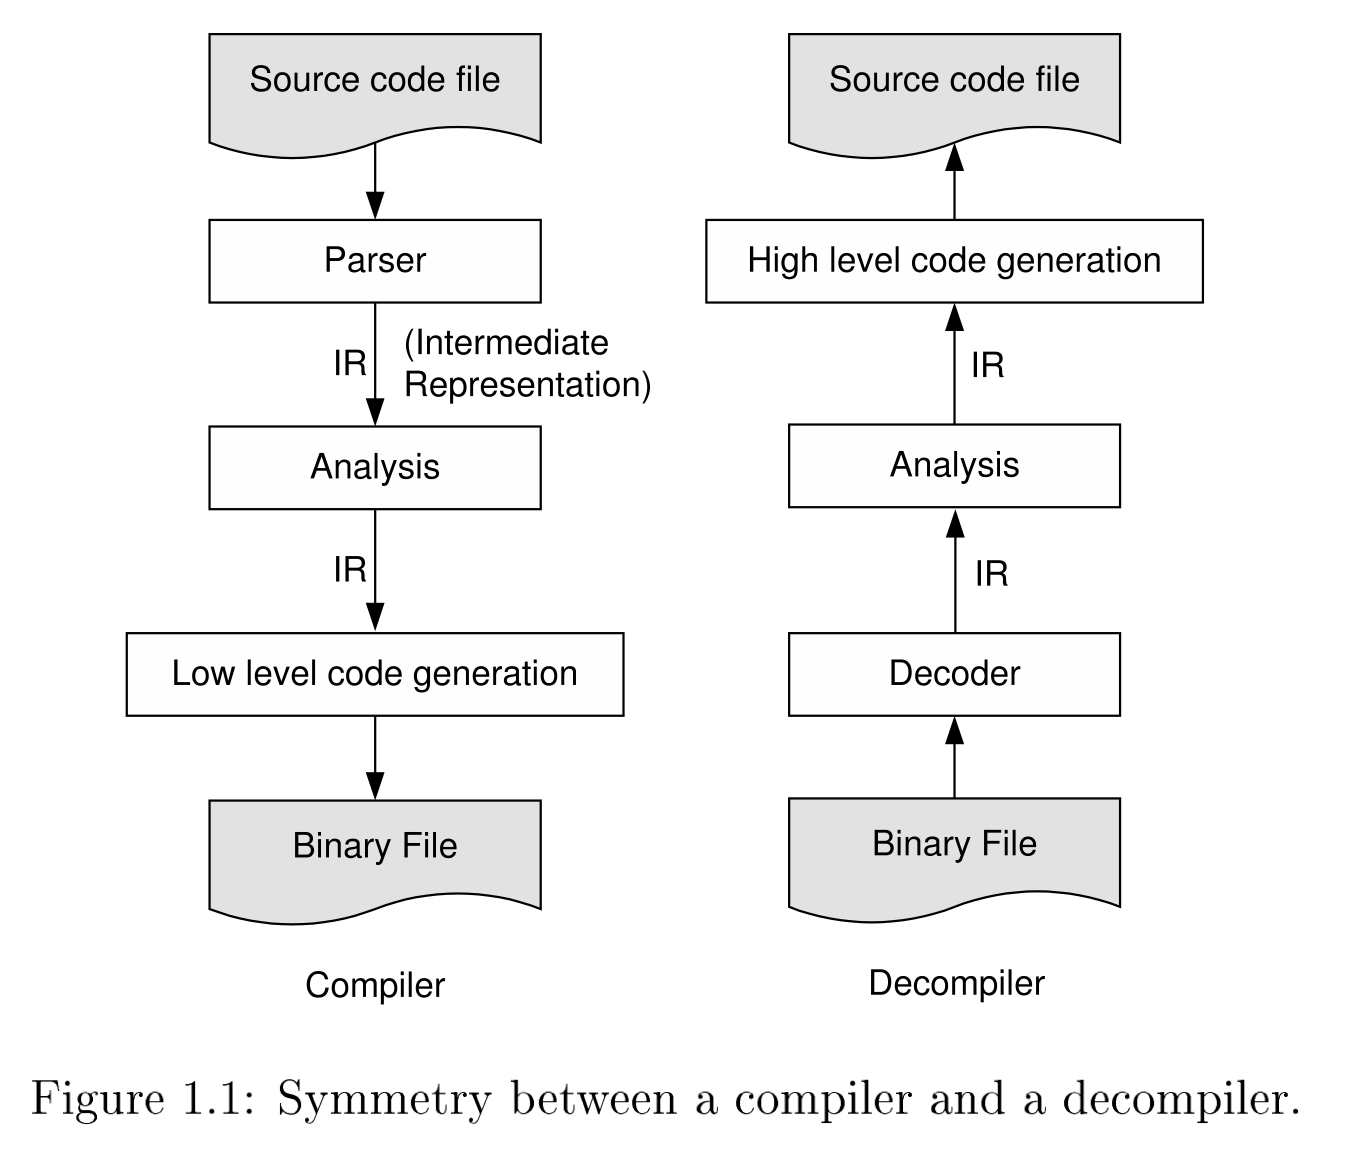 Source code file
Parser
IR
(Intermediate
Representation)
Analysis
IR
Low level code generation
Binary File
Compiler
Source code file
High level code generation
IR
Analysis
IR
Decoder
Binary File
Decompiler
Figure 1.1: Symmetry between a compiler and a decompiler.